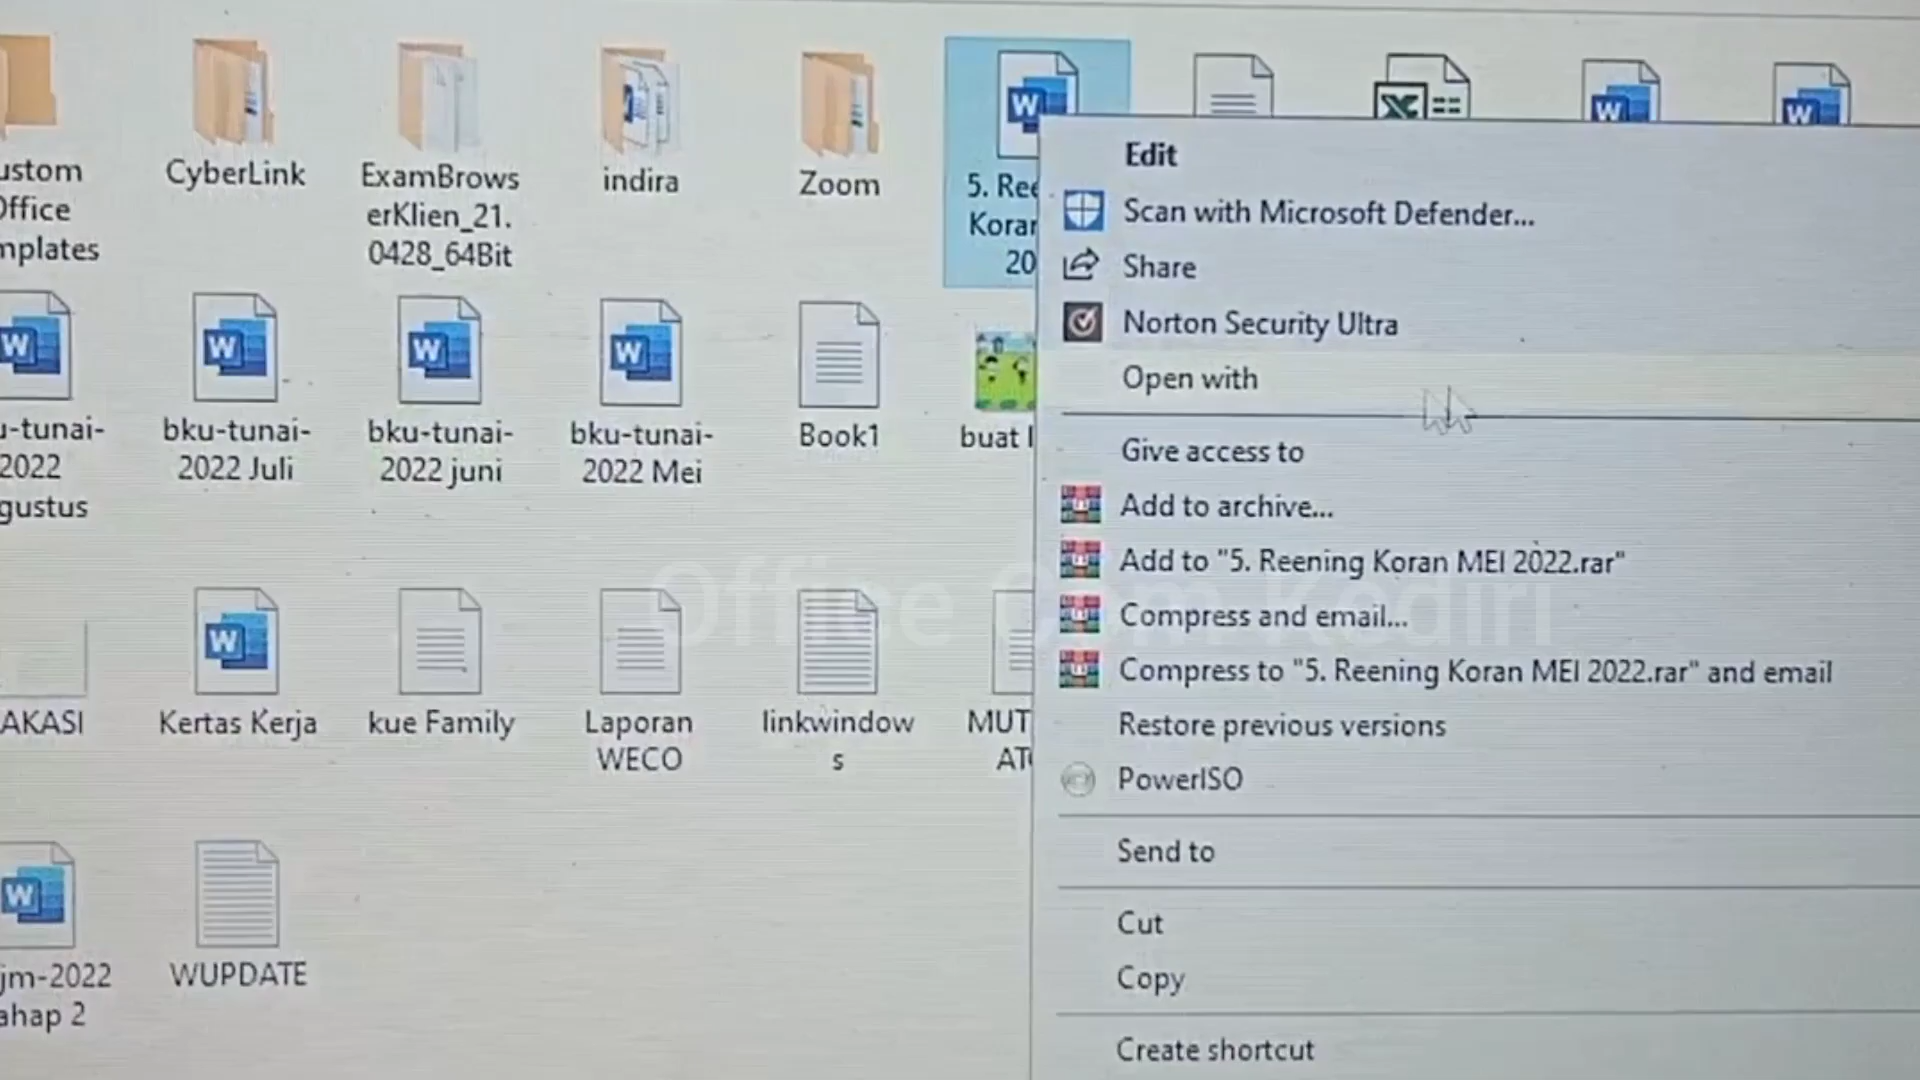 ustom
Office
mplates
CyberLink
ExamBrows
erKlien_21.
0428_64Bit
indira
Zoom
5. Ree
Koran
20
u-tunai-
2022
gustus
bku-tunai-
2022 Juli
bku-tunai-
2022 juni
bku-tunai-
2022 Mei
Book1
buat l
AKASI
Kertas Kerja
kue Family
Laporan
WECO
linkwindow
s
MUT
AT
jm-2022
ahap 2
WUPDATE
Edit
Scan with Microsoft Defender...
Share
Norton Security Ultra
Open with
Give access to
Add to archive...
Add to "5. Reening Koran MEI 2022.rar"
Compress and email...
Compress to "5. Reening Koran MEI 2022.rar" and email
Restore previous versions
PowerISO
Send to
Cut
Copy
Create shortcut
Office Com Kediri